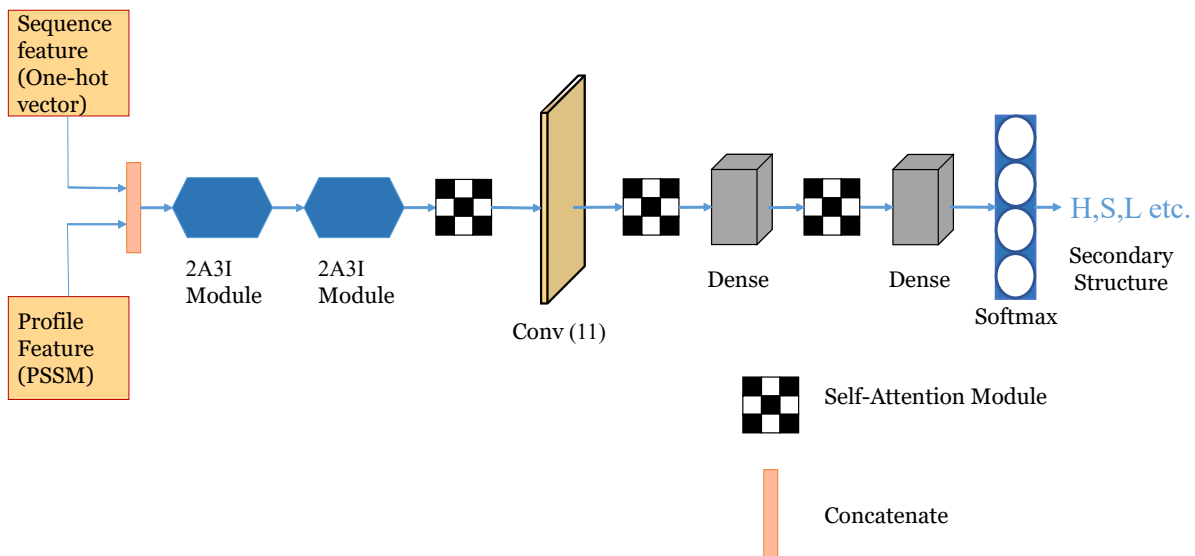 Sequence
feature
(One-hot
vector)
2A3I
Module
2A3I
Module
Conv (11)
Dense
Dense
Softmax
H,S,L etc.
Secondary
Structure
Profile
Feature
(PSSM)
Self-Attention Module
Concatenate